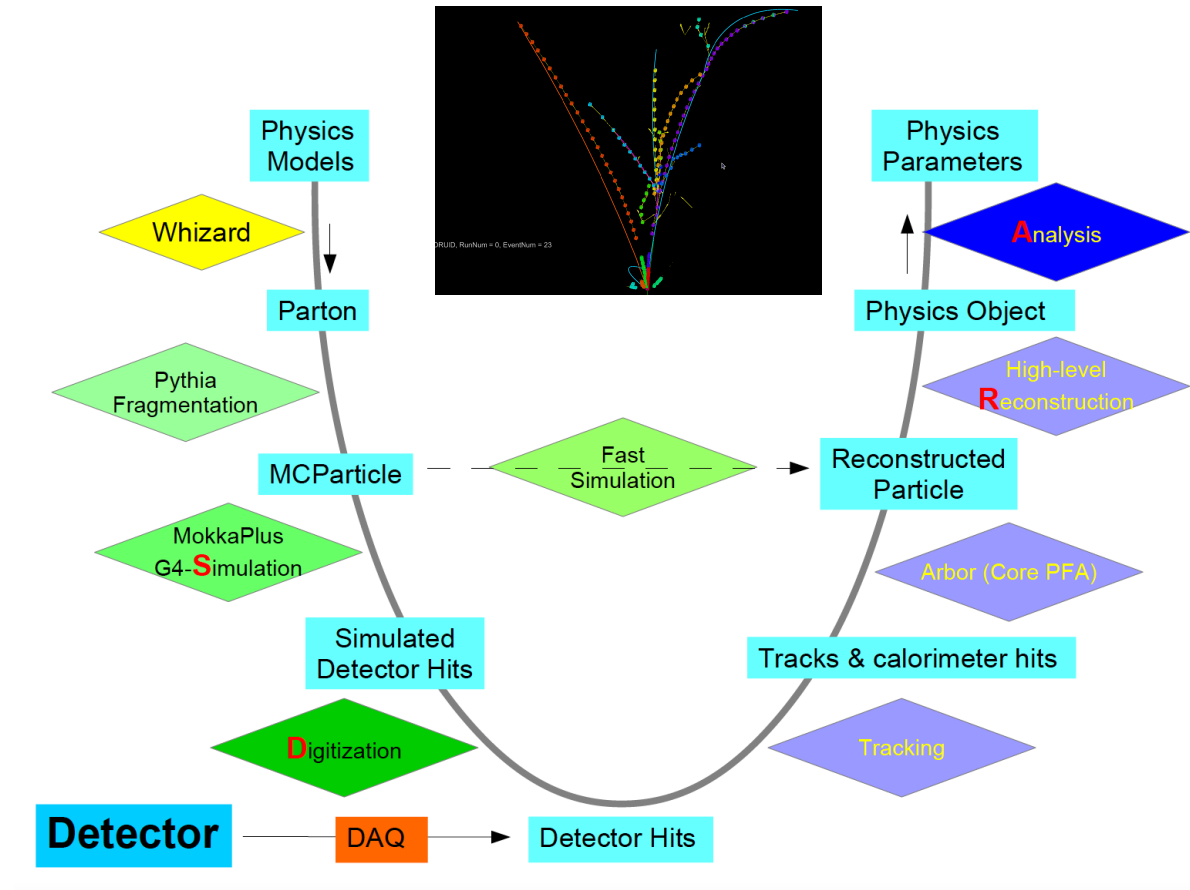 DRUID, RunNum = 0, EventNum = 23
Physics
Models
Physics
Parameters
Whizard
Analysis
Parton
Physics Object
Pythia
Fragmentation
High-level
Reconstruction
MCParticle
Fast
Simulation
Reconstructed
Particle
MokkaPlus
G4-Simulation
Arbor (Core PFA)
Simulated
Detector Hits
Tracks & calorimeter hits
Digitization
Tracking
Detector
DAQ
Detector Hits